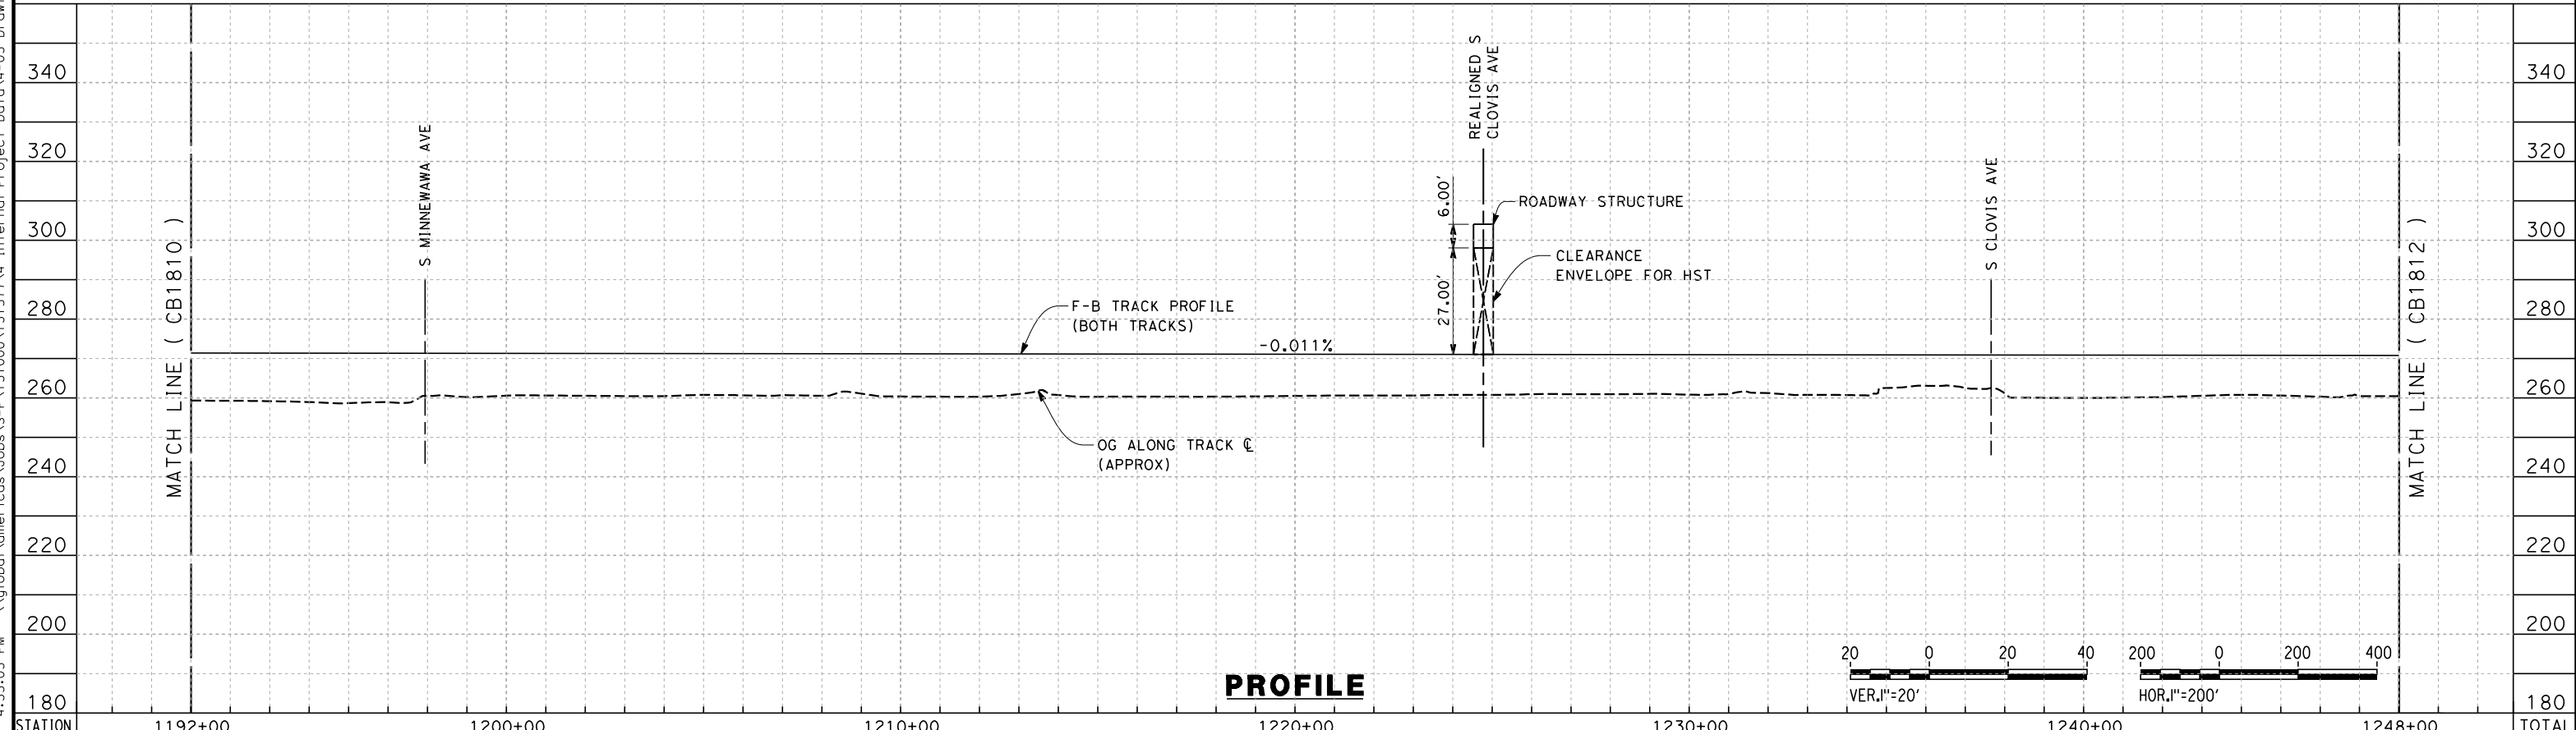 REALIGNED S
CLOVIS AVE
340
340
S MINNEWAWA AVE
320
320
S CLOVIS AVE
6.00'
ROADWAY STRUCTURE
300
300
MATCH LINE ( CB1810 )
MATCH LINE ( CB1812 )
CLEARANCE
ENVELOPE FOR HST
27.00'
280
280
F-B TRACK PROFILE
(BOTH TRACKS)
-0.011%
260
260
OG ALONG TRACK ℄
(APPROX)
240
240
220
220
200
200
20 0 20 40
200 0 200 400
VER.1"=20'
HOR.1"=200'
PROFILE
180
180
STATION
1192+00
1200+00
1210+00
1220+00
1230+00
1240+00
1248+00
TOTAL